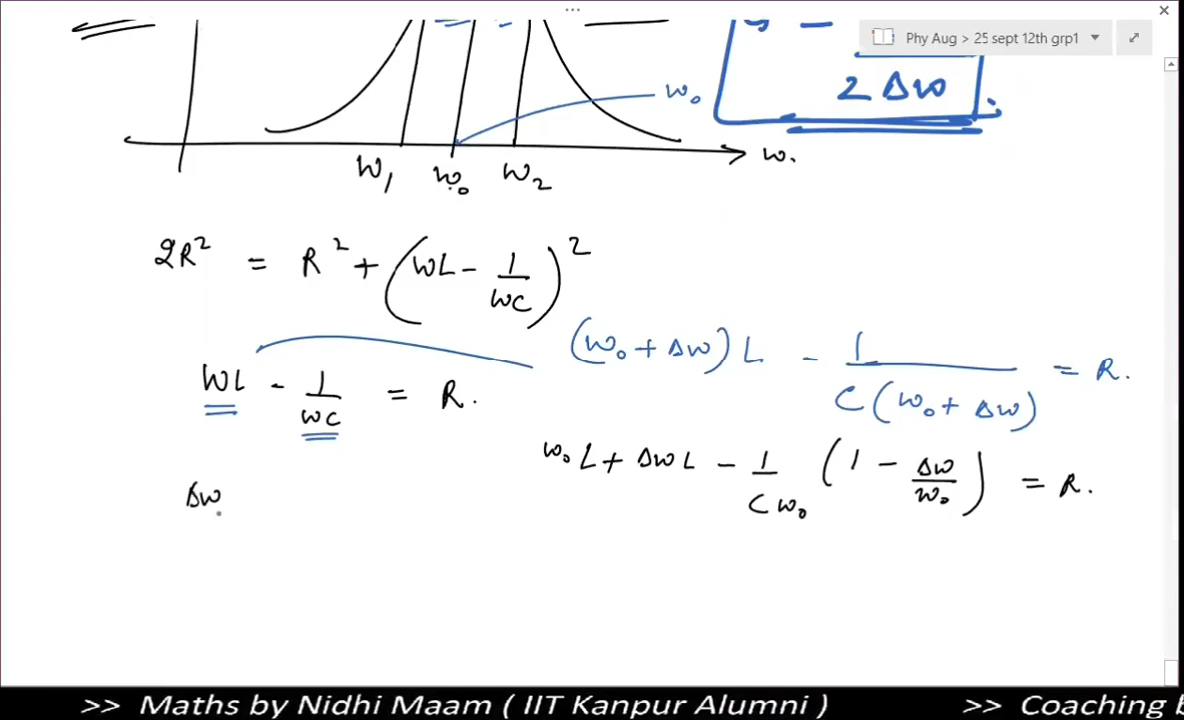 Phy Aug > 25 sept 12th grp1
2 Δω
ω₀
ω.
ω₁ ω₀ ω₂
2R² = R² + (ωL - 1/ωC)²
(ω₀ + Δω) L - 1/C(ω₀ + Δω) = R.
ωL - 1/ωC = R.
ω₀L + ΔωL - 1/Cω₀ (1 - Δω/ω₀) = R.
Δω
>> Maths by Nidhi Maam ( IIT Kanpur Alumni ) >> Coaching